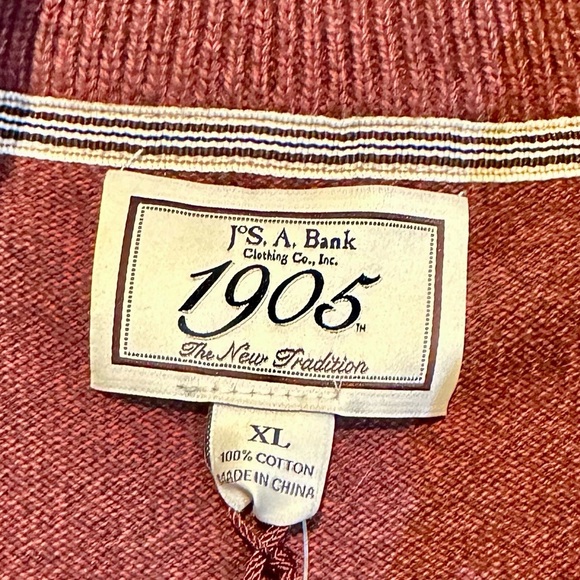 JoS. A. Bank
Clothing Co., Inc.
1905 TM
The New Tradition
XL
100% COTTON
MADE IN CHINA